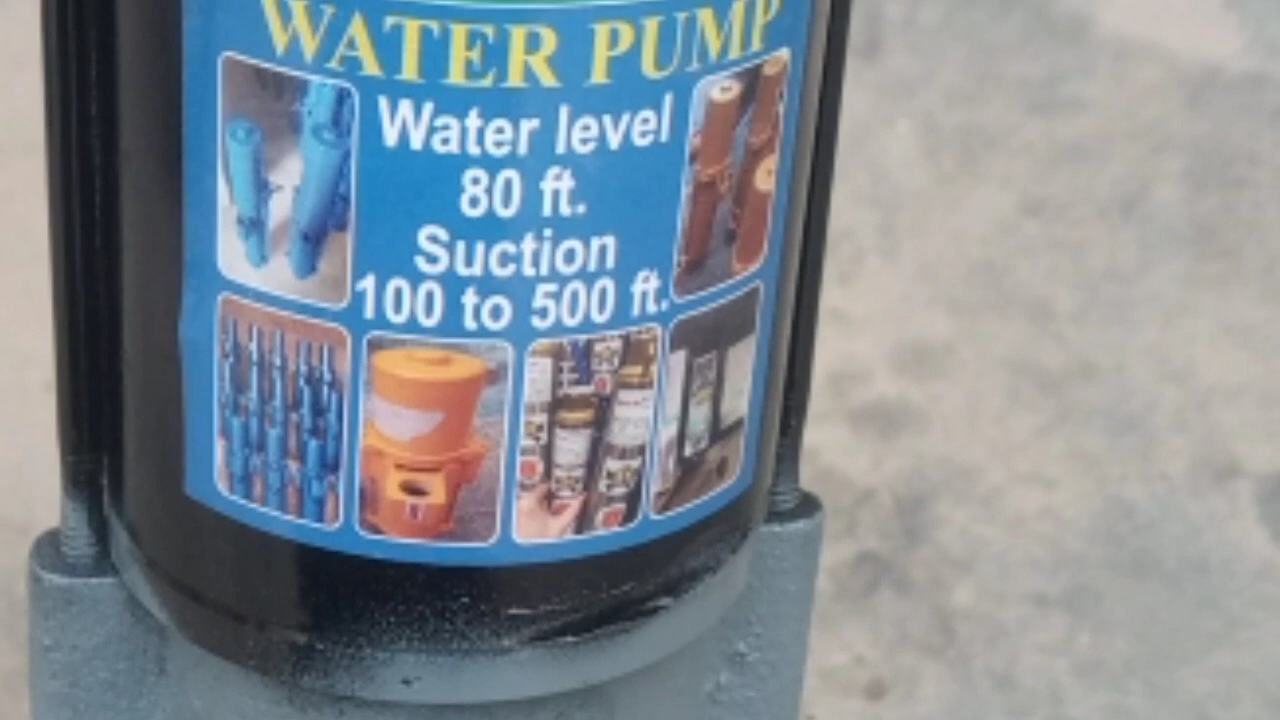 WATER PUMP
Water level
80 ft.
Suction
100 to 500 ft.